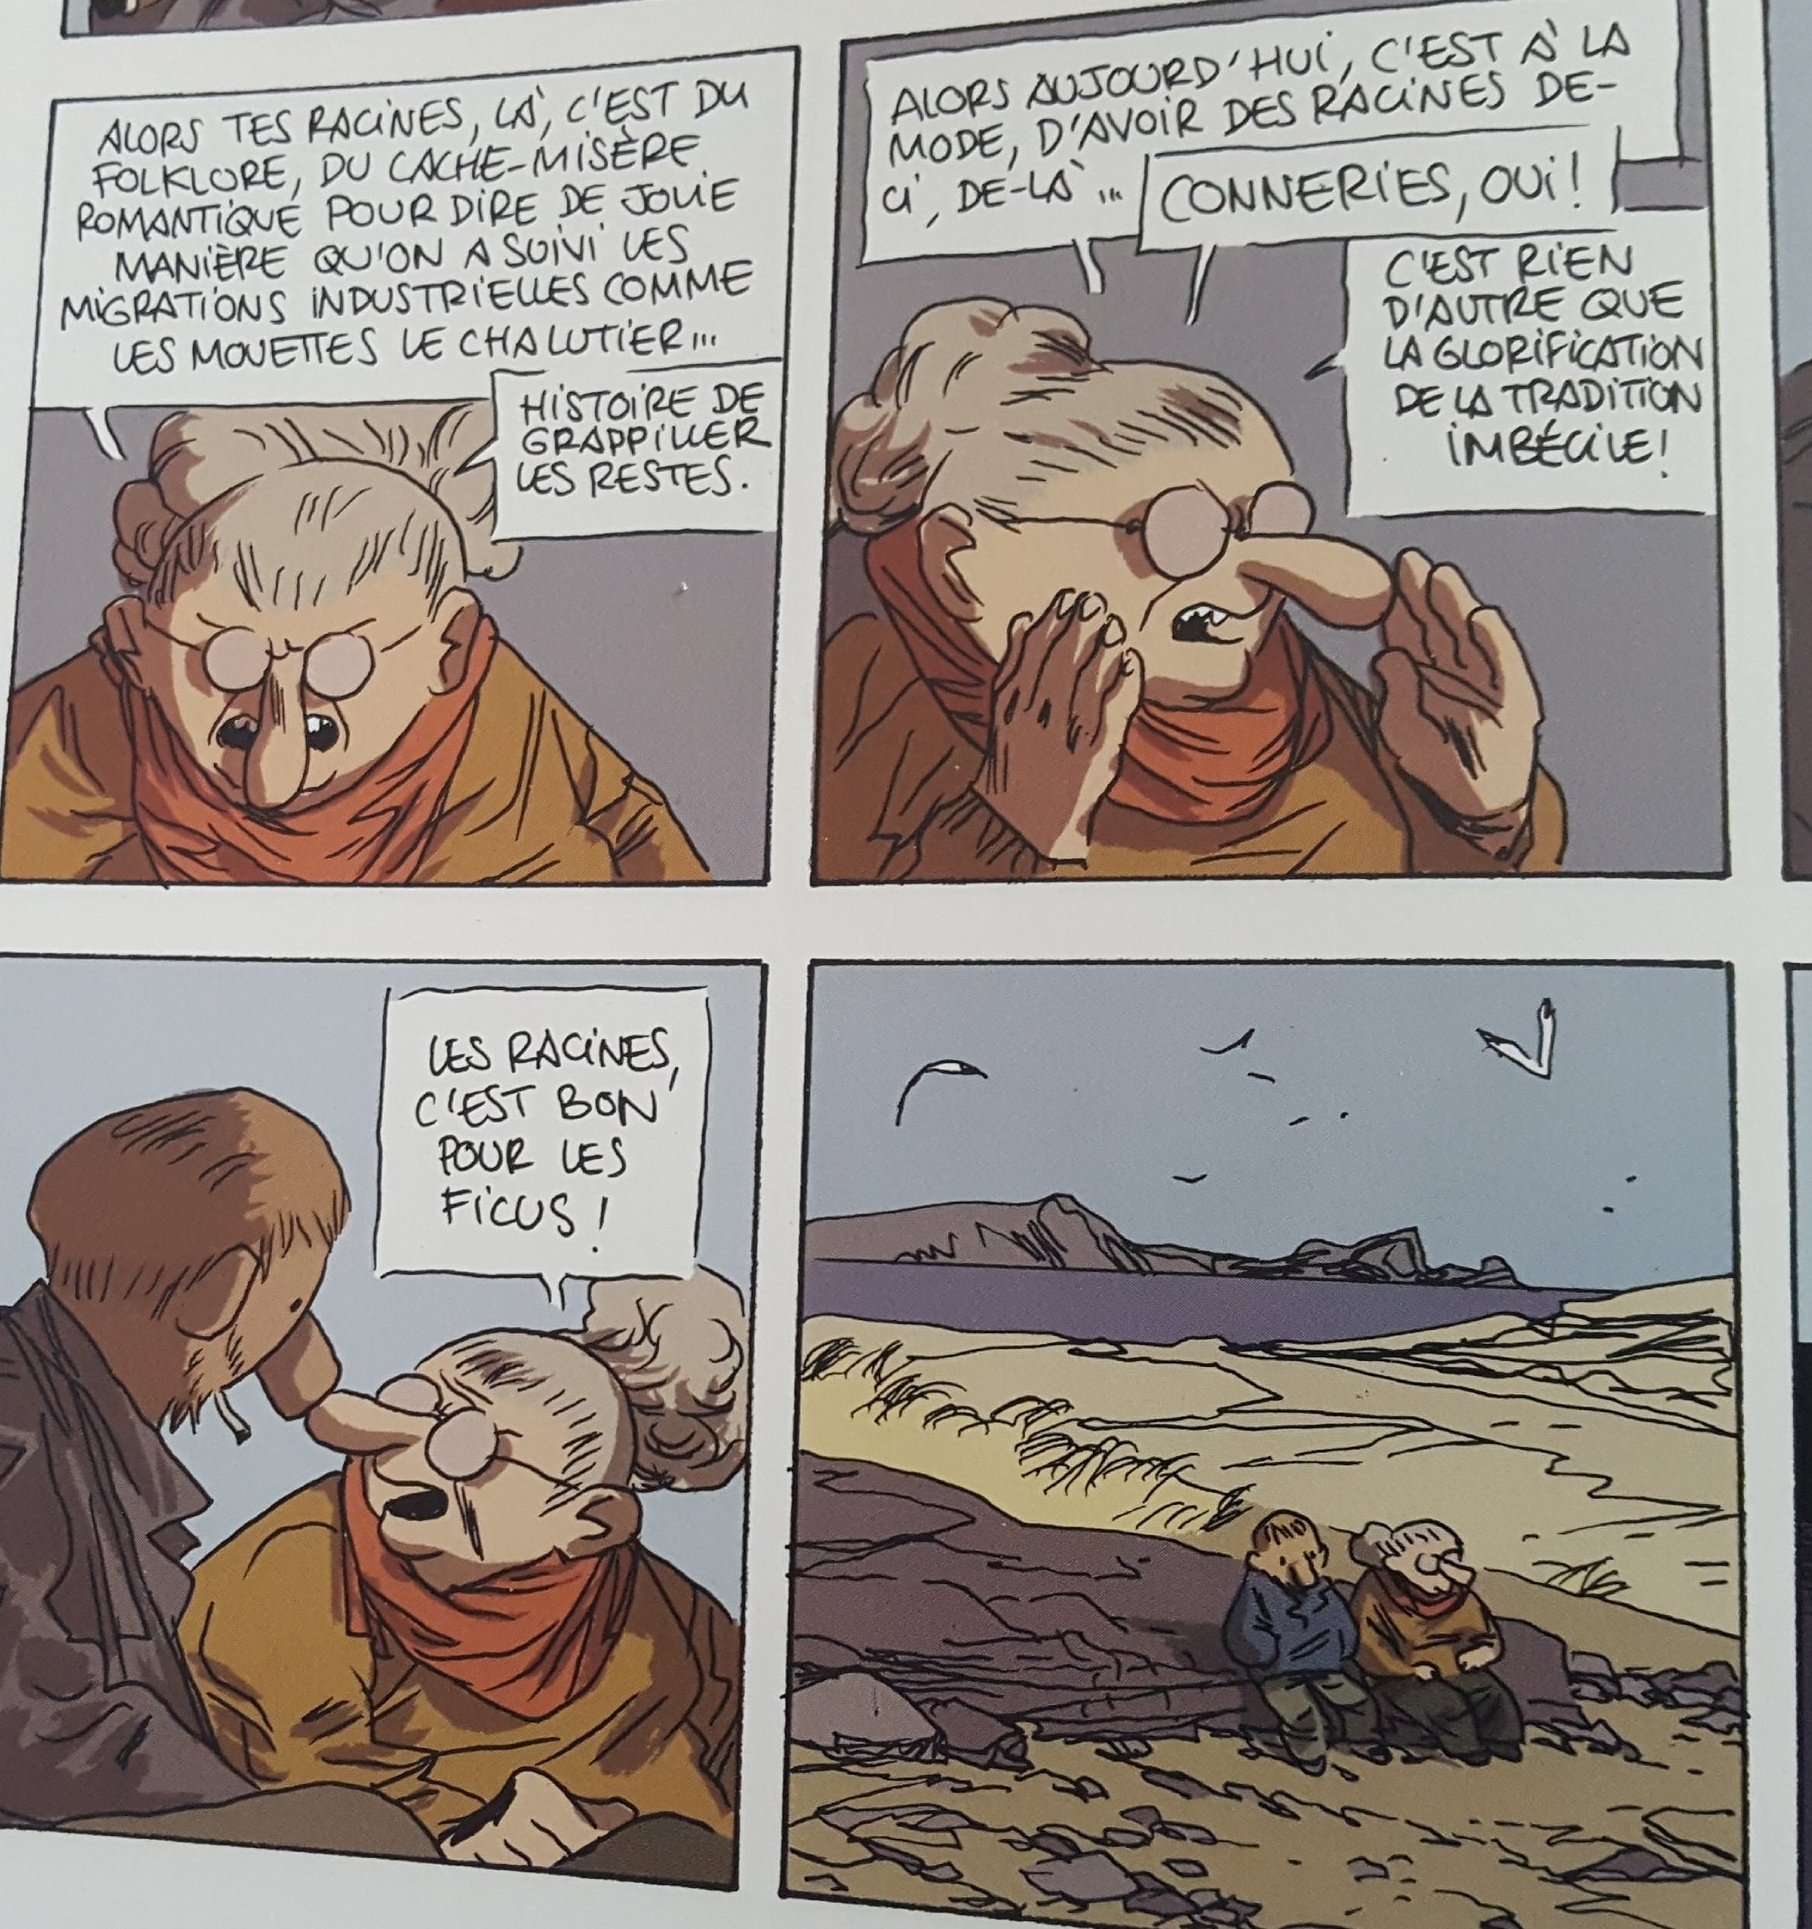 ALORS TES RACINES, LÀ, C'EST DU
FOLKLORE, DU CACHE-MISÈRE
ROMANTIQUE POUR DIRE DE JOLIE
MANIÈRE QU'ON A SUIVI LES
MIGRATIONS INDUSTRIELLES COMME
LES MOUETTES LE CHALUTIER...
HISTOIRE DE
GRAPPILLER
LES RESTES.
ALORS AUJOURD'HUI, C'EST À LA
MODE, D'AVOIR DES RACINES DE-
CI, DE-LÀ...
CONNERIES, OUI!
C'EST RIEN
D'AUTRE QUE
LA GLORIFICATION
DE LA TRADITION
IMBÉCILE!
LES RACINES,
C'EST BON
POUR LES
FICUS!